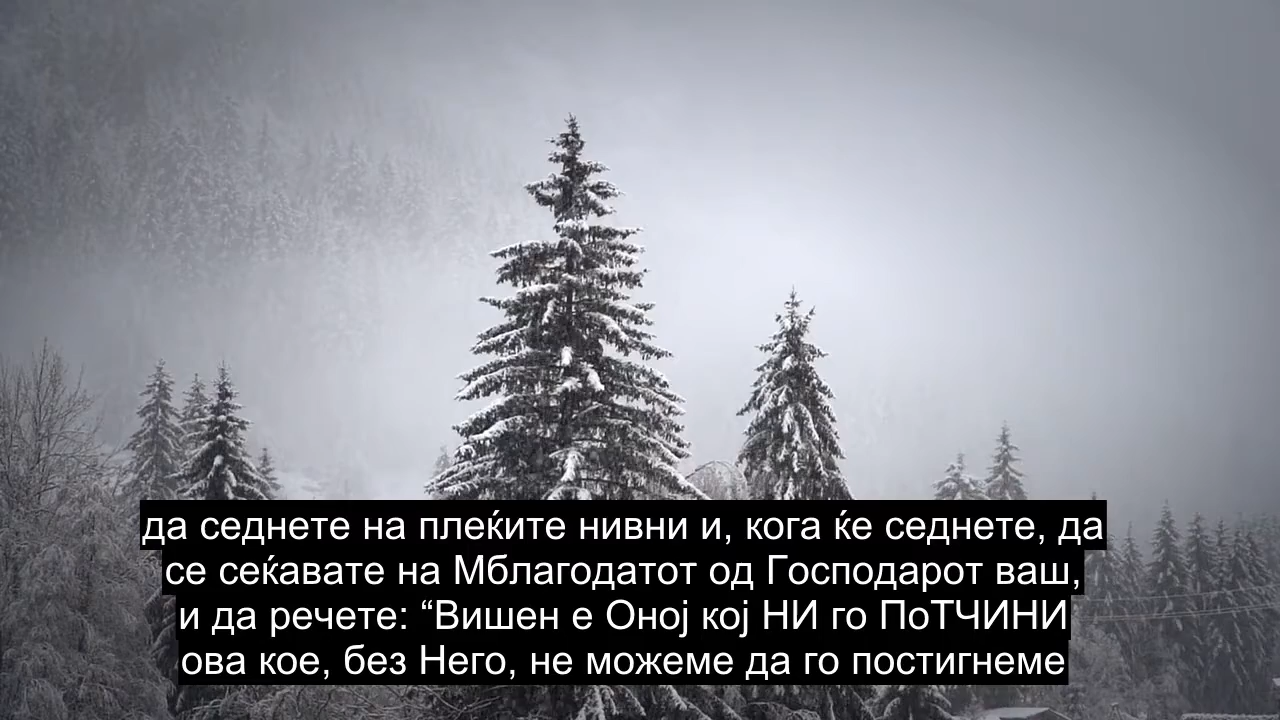 да седнете на плеќите нивни и, кога ќе седнете, да
се сеќавате на Мблагодатот од Господарот ваш,
и да речете: “Вишен е Оној кој НИ го ПоТЧИНИ
ова кое, без Него, не можеме да го постигнеме